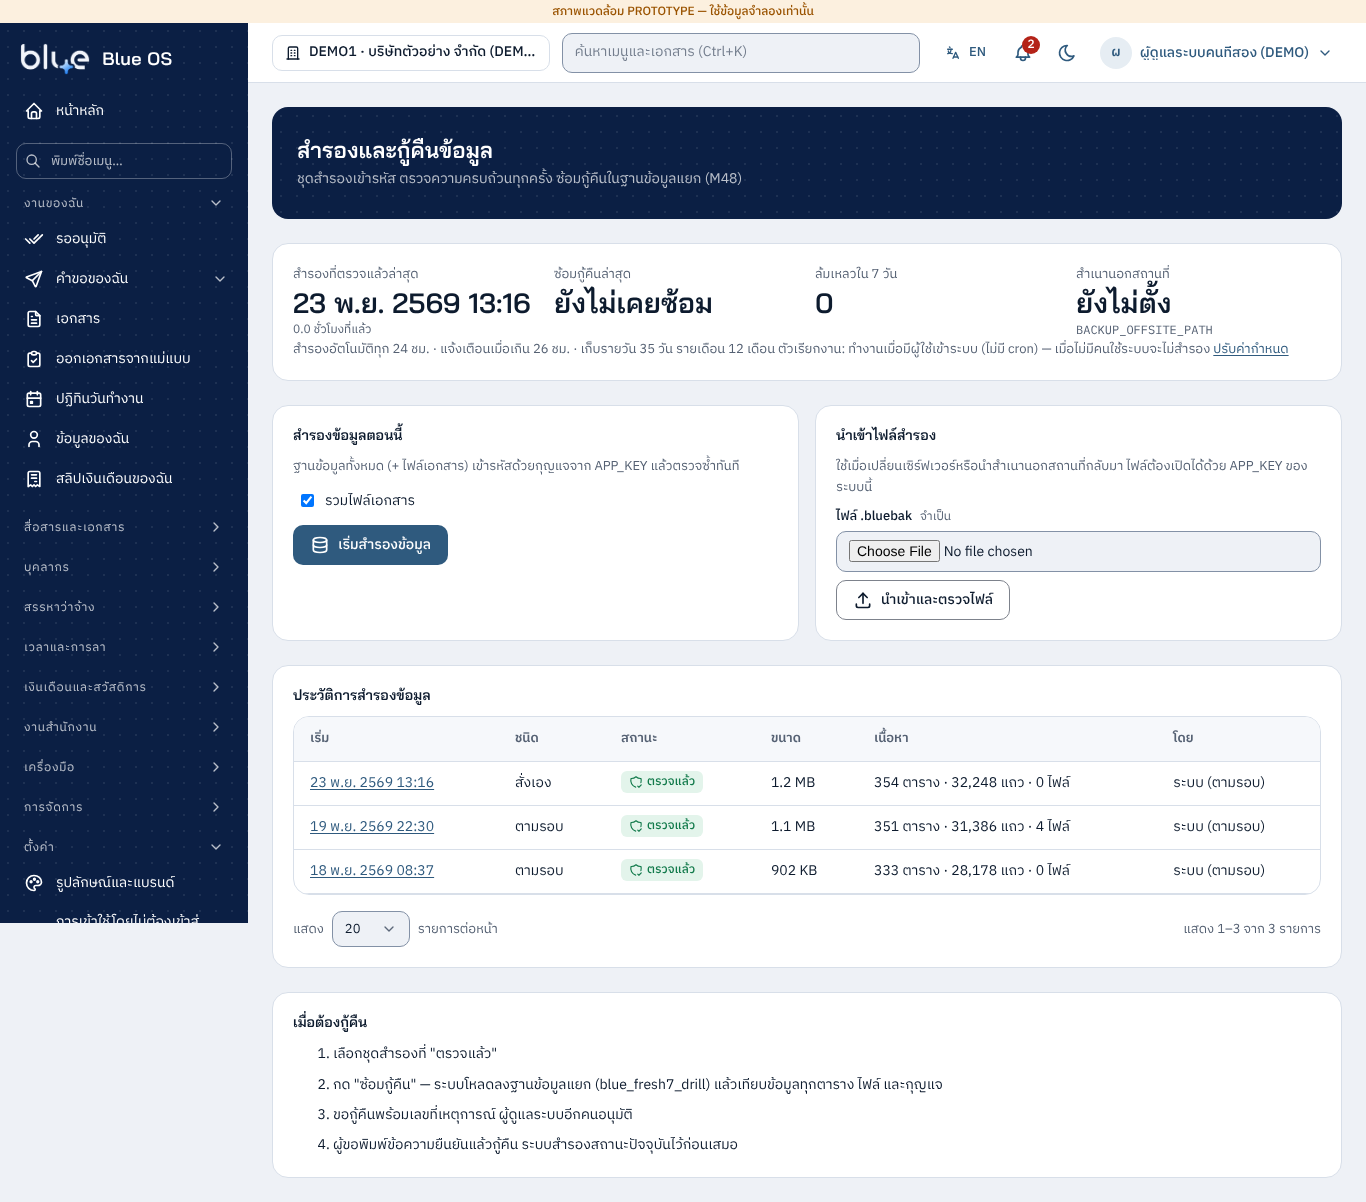 สภาพแวดล้อม PROTOTYPE — ใช้ข้อมูลจำลองเท่านั้น
blue Blue OS
หน้าหลัก
พิมพ์ชื่อเมนู...
งานของฉัน
รออนุมัติ
คำขอของฉัน
เอกสาร
ออกเอกสารจากแม่แบบ
ปฏิทินวันทำงาน
ข้อมูลของฉัน
สลิปเงินเดือนของฉัน
สื่อสารและเอกสาร
บุคลากร
สรรหาว่าจ้าง
เวลาและการลา
เงินเดือนและสวัสดิการ
งานสำนักงาน
เครื่องมือ
การจัดการ
ตั้งค่า
รูปลักษณ์และแบรนด์
DEMO1 · บริษัทตัวอย่าง จำกัด (DEM...
ค้นหาเมนูและเอกสาร (Ctrl+K)
EN
2
ผ
ผู้ดูแลระบบคนที่สอง (DEMO)
สำรองและกู้คืนข้อมูล
ชุดสำรองเข้ารหัส ตรวจความครบถ้วนทุกครั้ง ซ้อมกู้คืนในฐานข้อมูลแยก (M48)
สำรองที่ตรวจแล้วล่าสุด
23 พ.ย. 2569 13:16
0.0 ชั่วโมงที่แล้ว
ซ้อมกู้คืนล่าสุด
ยังไม่เคยซ้อม
ล้มเหลวใน 7 วัน
0
สำเนานอกสถานที่
ยังไม่ตั้ง
BACKUP_OFFSITE_PATH
สำรองอัตโนมัติทุก 24 ชม. · แจ้งเตือนเมื่อเกิน 26 ชม. · เก็บรายวัน 35 วัน รายเดือน 12 เดือน ตัวเรียกงาน: ทำงานเมื่อมีผู้ใช้เข้าระบบ (ไม่มี cron) — เมื่อไม่มีคนใช้ระบบจะไม่สำรอง ปรับค่ากำหนด
สำรองข้อมูลตอนนี้
ฐานข้อมูลทั้งหมด (+ ไฟล์เอกสาร) เข้ารหัสด้วยกุญแจจาก APP_KEY แล้วตรวจซ้ำทันที
รวมไฟล์เอกสาร
เริ่มสำรองข้อมูล
นำเข้าไฟล์สำรอง
ใช้เมื่อเปลี่ยนเซิร์ฟเวอร์หรือนำสำเนานอกสถานที่กลับมา ไฟล์ต้องเปิดได้ด้วย APP_KEY ของ
ระบบนี้
ไฟล์ .bluebak จำเป็น
Choose File No file chosen
นำเข้าและตรวจไฟล์
ประวัติการสำรองข้อมูล
เริ่ม ชนิด สถานะ ขนาด เนื้อหา โดย
23 พ.ย. 2569 13:16 สั่งเอง ตรวจแล้ว 1.2 MB 354 ตาราง · 32,248 แถว · 0 ไฟล์ ระบบ (ตามรอบ)
19 พ.ย. 2569 22:30 ตามรอบ ตรวจแล้ว 1.1 MB 351 ตาราง · 31,386 แถว · 4 ไฟล์ ระบบ (ตามรอบ)
18 พ.ย. 2569 08:37 ตามรอบ ตรวจแล้ว 902 KB 333 ตาราง · 28,178 แถว · 0 ไฟล์ ระบบ (ตามรอบ)
แสดง 20 รายการต่อหน้า
แสดง 1–3 จาก 3 รายการ
เมื่อต้องกู้คืน
1. เลือกชุดสำรองที่ "ตรวจแล้ว"
2. กด "ซ้อมกู้คืน" — ระบบโหลดลงฐานข้อมูลแยก (blue_fresh7_drill) แล้วเทียบข้อมูลทุกตาราง ไฟล์ และกุญแจ
3. ขอกู้คืนพร้อมเลขที่เหตุการณ์ ผู้ดูแลระบบอีกคนอนุมัติ
4. ผู้ขอพิมพ์ข้อความยืนยันแล้วกู้คืน ระบบสำรองสถานะปัจจุบันไว้ก่อนเสมอ